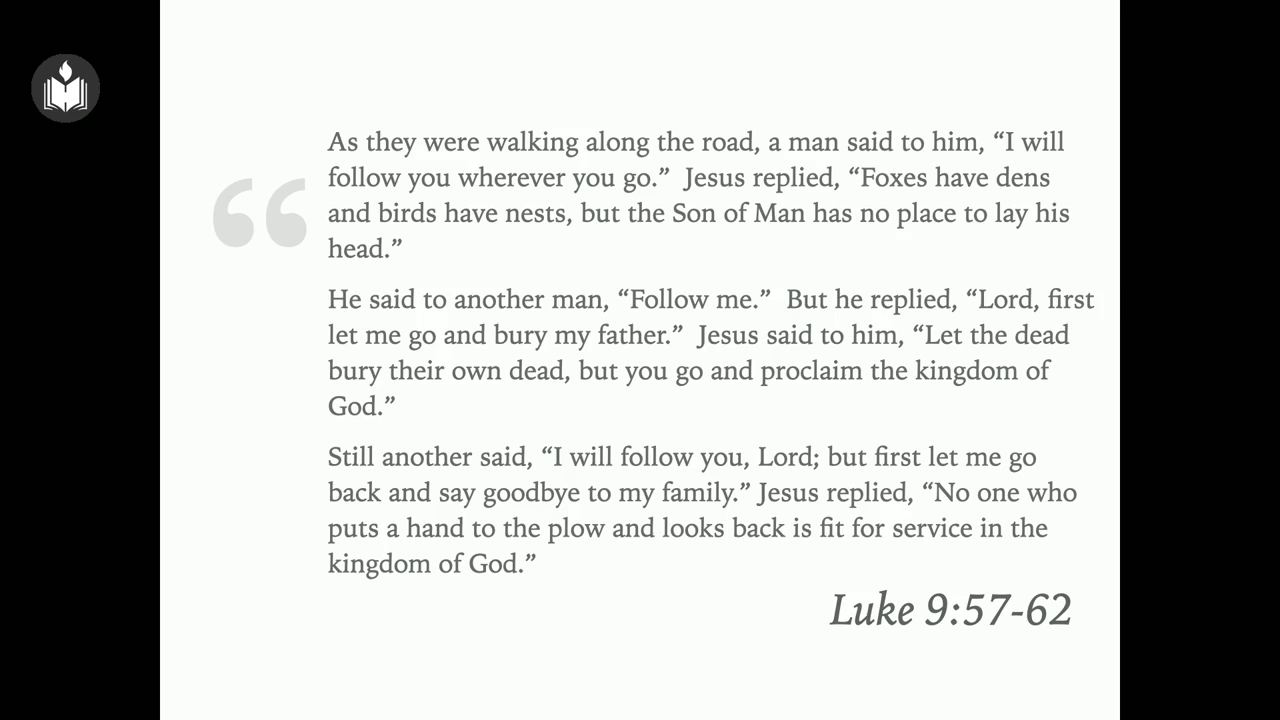 As they were walking along the road, a man said to him, “I will
follow you wherever you go.”  Jesus replied, “Foxes have dens
and birds have nests, but the Son of Man has no place to lay his
head.”
He said to another man, “Follow me.”  But he replied, “Lord, first
let me go and bury my father.”  Jesus said to him, “Let the dead
bury their own dead, but you go and proclaim the kingdom of
God.”
Still another said, “I will follow you, Lord; but first let me go
back and say goodbye to my family.” Jesus replied, “No one who
puts a hand to the plow and looks back is fit for service in the
kingdom of God.”
Luke 9:57-62